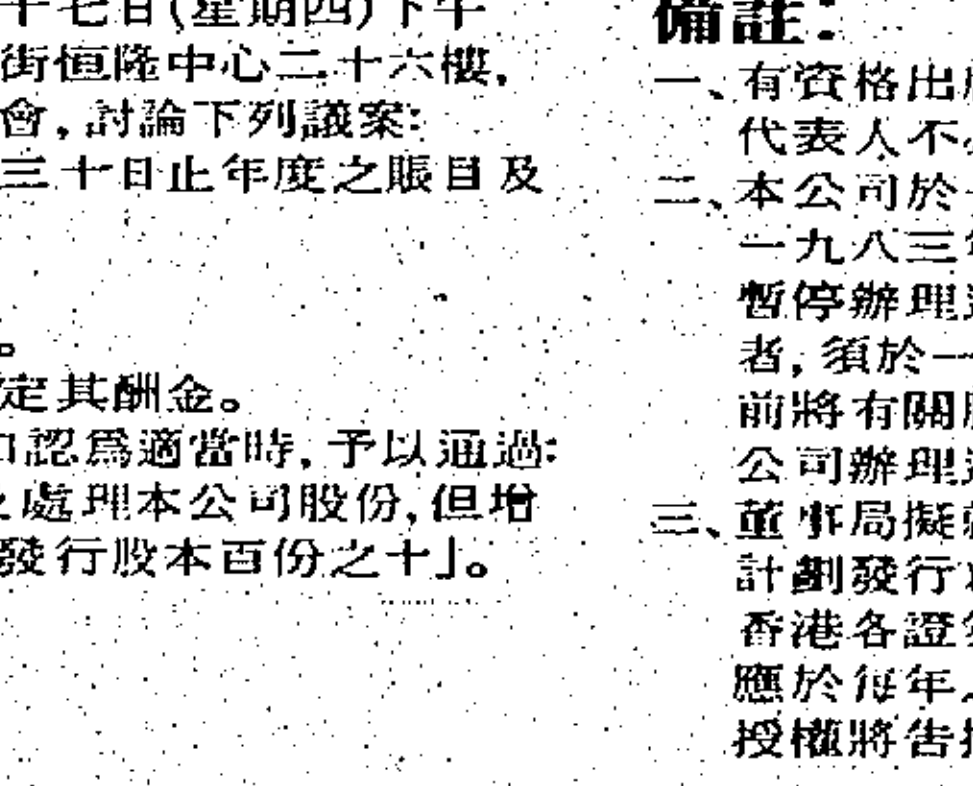 十七日(星期四)下午
街恒隆中心二十六樓,
會,討論下列議案:
三十日止年度之賬目及
。
定其酬金。
認爲適當時,予以通過:
處理本公司股份,但增
發行股本百份之十」。
備註:
一、有資格出
代表人不
二、本公司於
一九八三
暫停辦理
者,須於一
前將有關
公司辦理
三、董事局擬
計劃發行
香港各證
應於每年
授權將告